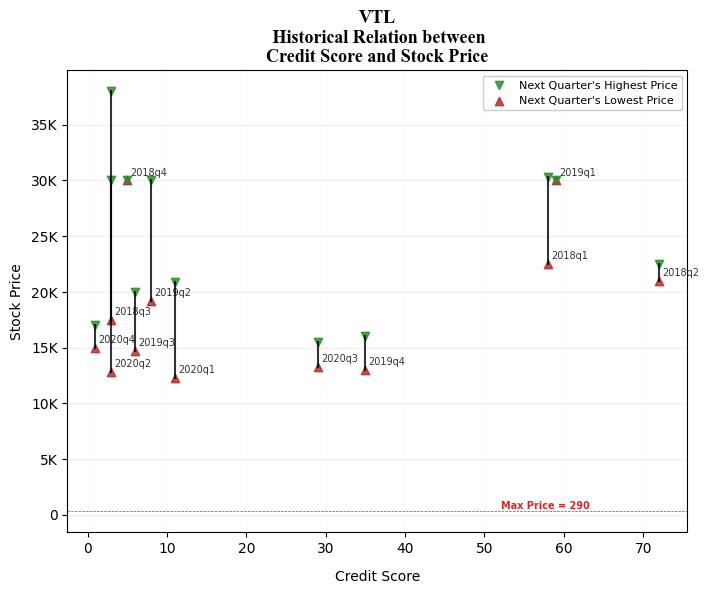 VTL
Historical Relation between
Credit Score and Stock Price
Next Quarter's Highest Price
Next Quarter's Lowest Price
35K
30K
25K
20K
15K
10K
5K
0
Stock Price
2018q4
2019q1
2018q1
2018q2
2019q2
2018q3
2020q4
2019q3
2020q2
2020q1
2020q3
2019q4
Max Price = 290
0
10
20
30
40
50
60
70
Credit Score